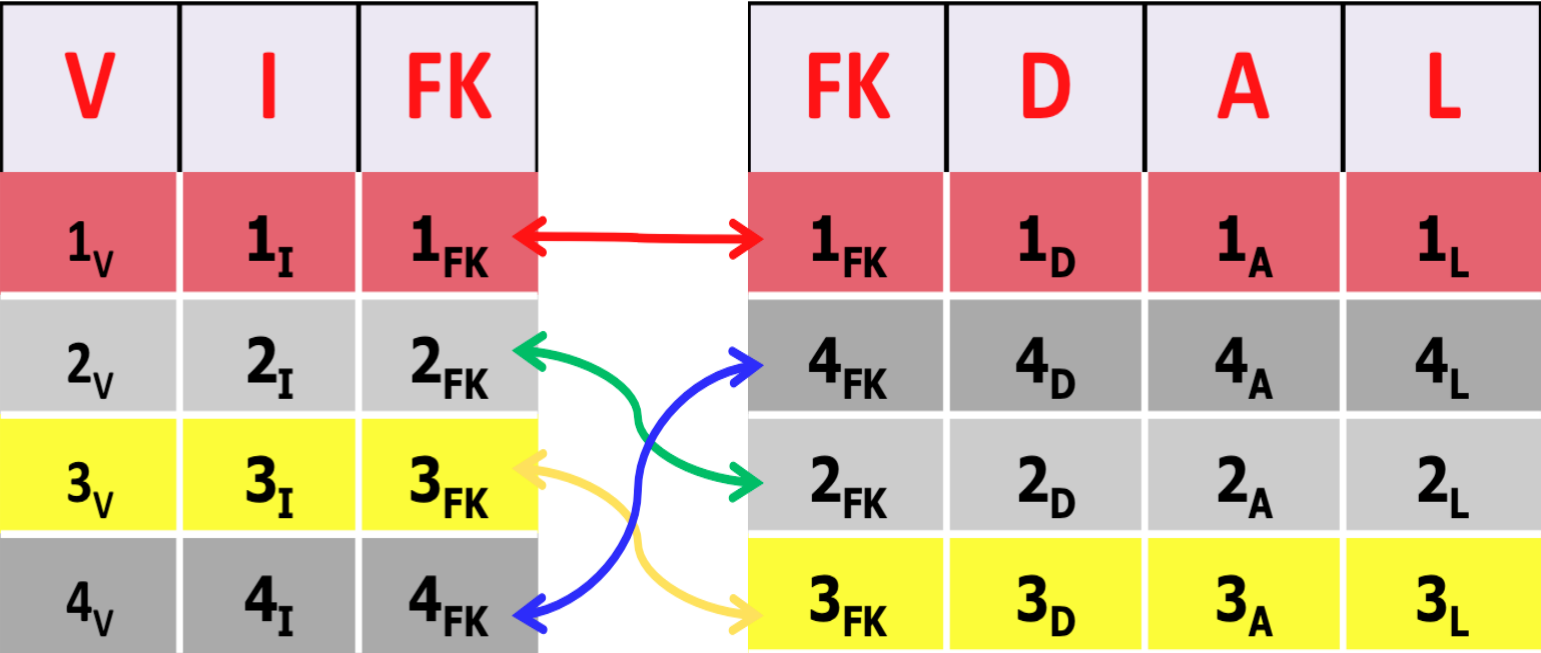 V I FK FK D A L
1V 1I 1FK 1FK 1D 1A 1L
2V 2I 2FK 4FK 4D 4A 4L
3V 3I 3FK 2FK 2D 2A 2L
4V 4I 4FK 3FK 3D 3A 3L